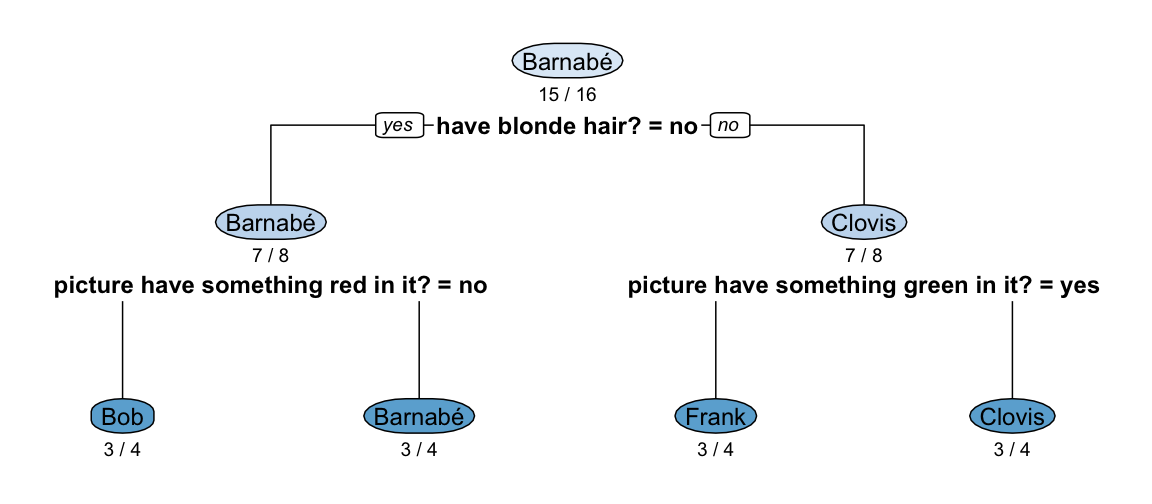 Barnabé
15 / 16
yes have blonde hair? = no no
Barnabé
7 / 8
picture have something red in it? = no
Clovis
7 / 8
picture have something green in it? = yes
Bob
3 / 4
Barnabé
3 / 4
Frank
3 / 4
Clovis
3 / 4